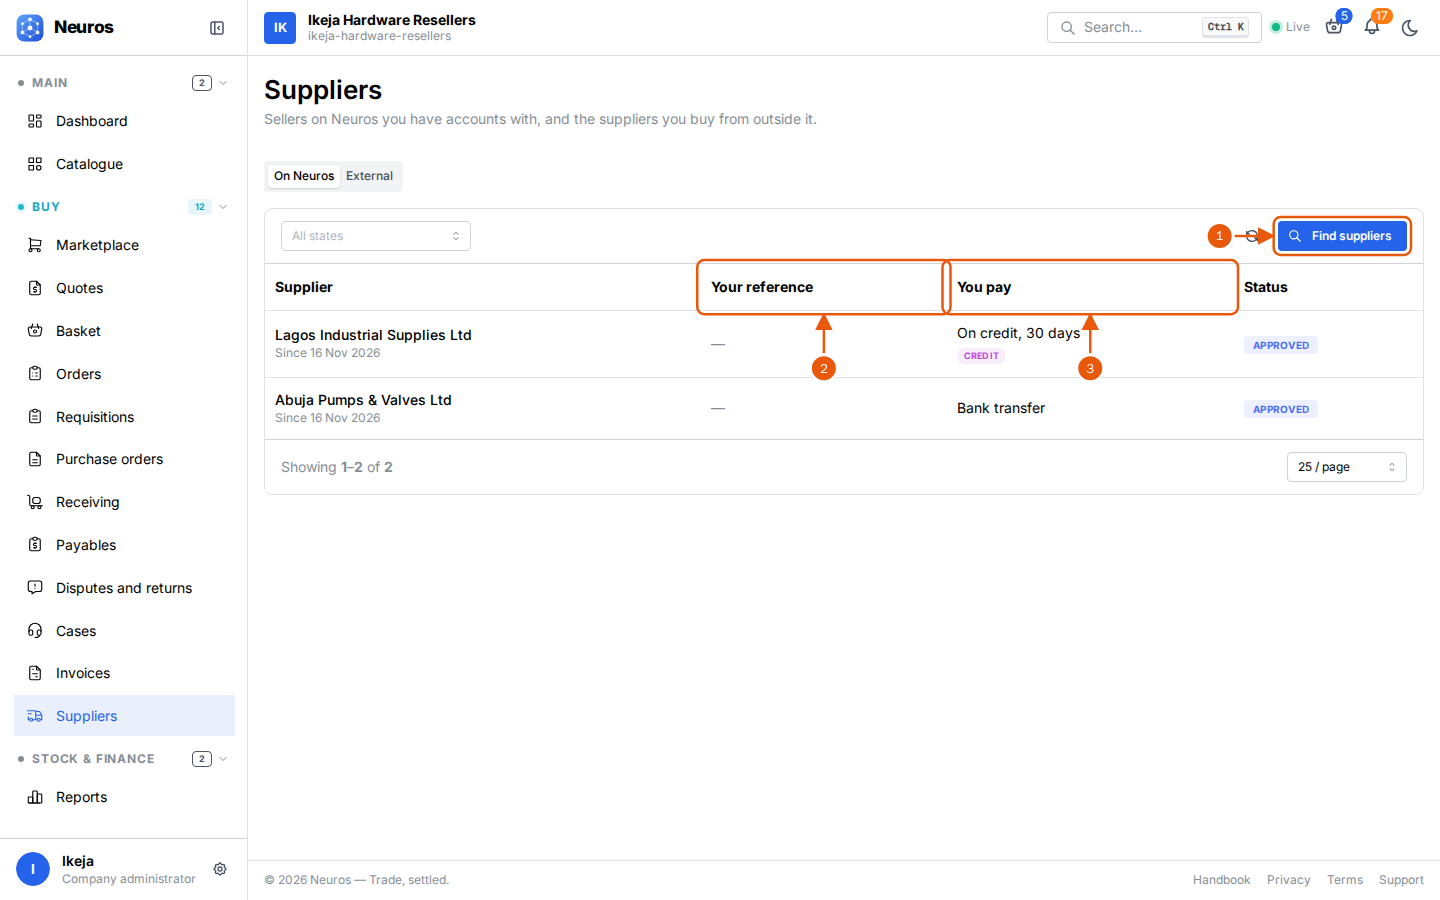 Neuros
IK
Ikeja Hardware Resellers
ikeja-hardware-resellers
Search...
Ctrl K
Live
5
17
MAIN
2
Dashboard
Catalogue
BUY
12
Marketplace
Quotes
Basket
Orders
Requisitions
Purchase orders
Receiving
Payables
Disputes and returns
Cases
Invoices
Suppliers
STOCK & FINANCE
2
Reports
I
Ikeja
Company administrator
Suppliers
Sellers on Neuros you have accounts with, and the suppliers you buy from outside it.
On Neuros
External
All states
1
Find suppliers
Supplier
Your reference
You pay
Status
Lagos Industrial Supplies Ltd
Since 16 Nov 2026
—
On credit, 30 days
CREDIT
APPROVED
2
3
Abuja Pumps & Valves Ltd
Since 16 Nov 2026
—
Bank transfer
APPROVED
Showing 1–2 of 2
25 / page
© 2026 Neuros — Trade, settled.
Handbook
Privacy
Terms
Support